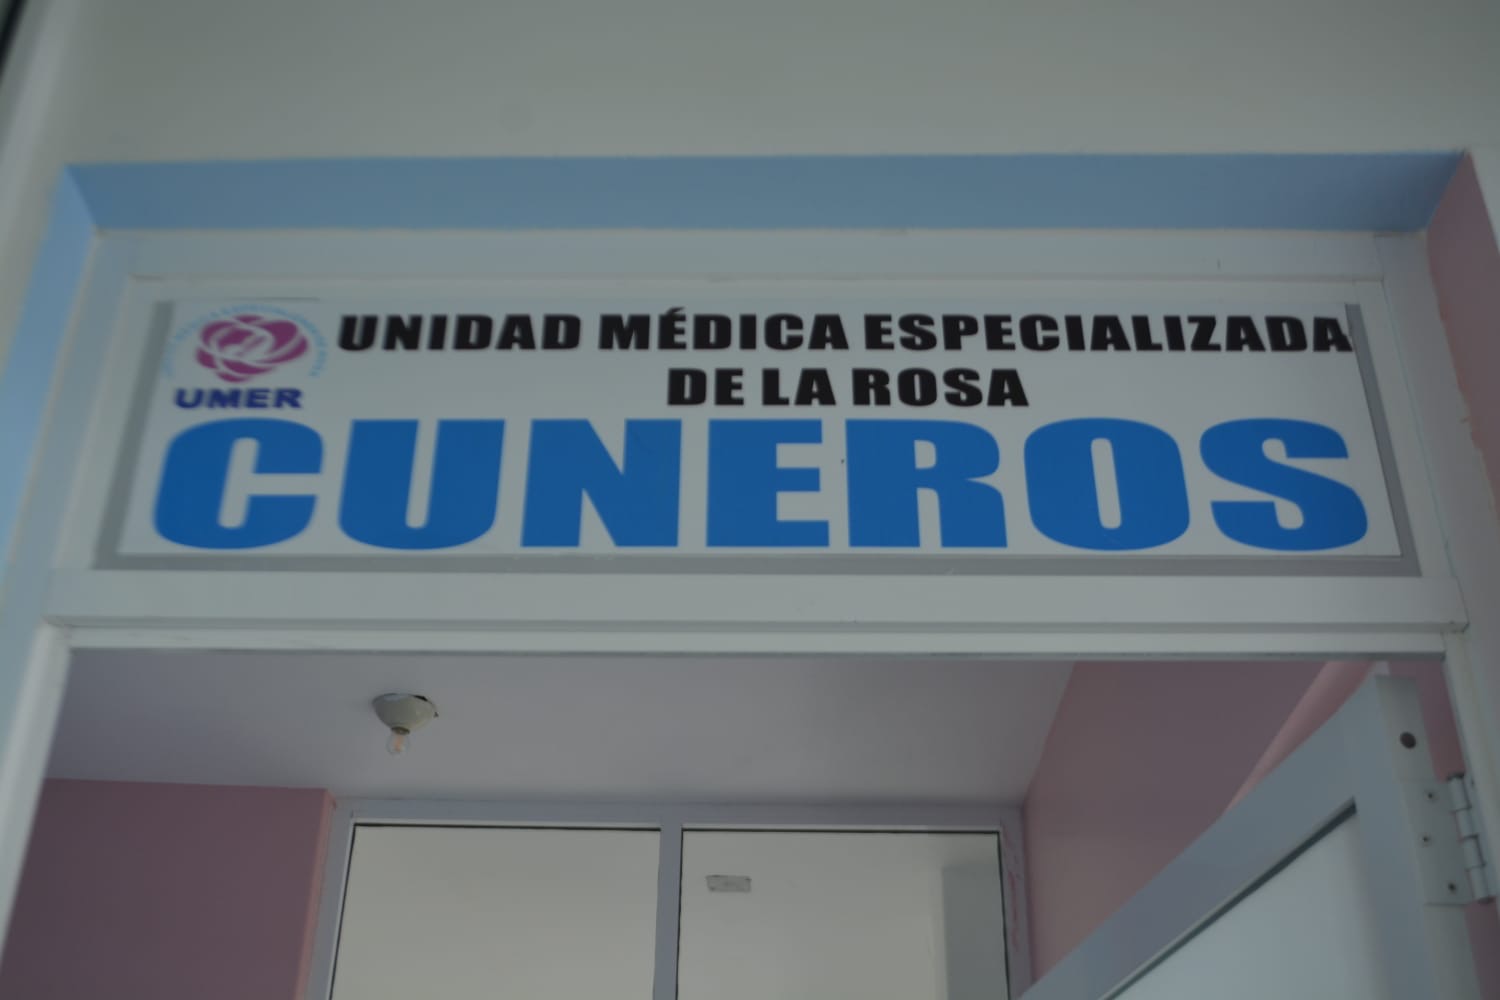 UNIDAD MÉDICA ESPECIALIZADA
DE LA ROSA
UMER
CUNEROS